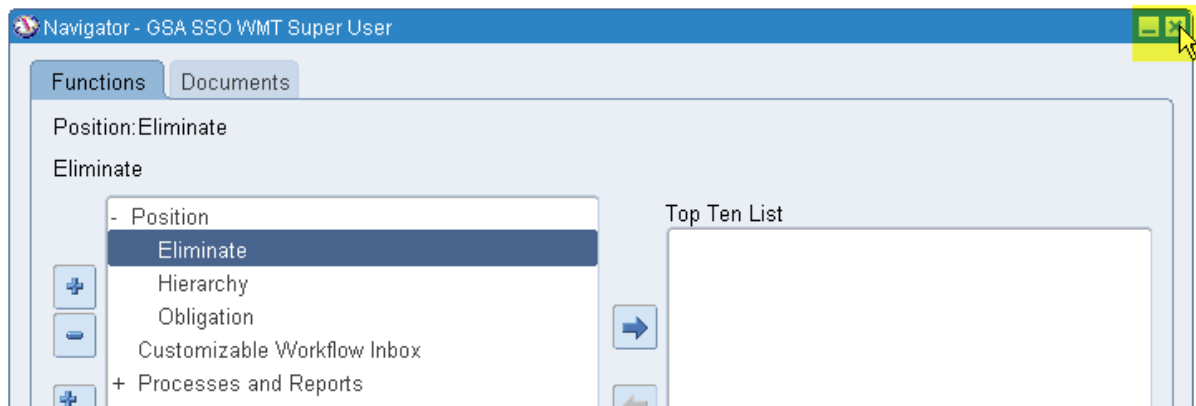 Navigator - GSA SSO WMT Super User
Functions Documents
Position:Eliminate
Eliminate
- Position
Eliminate
Hierarchy
Obligation
Customizable Workflow Inbox
+ Processes and Reports
Top Ten List